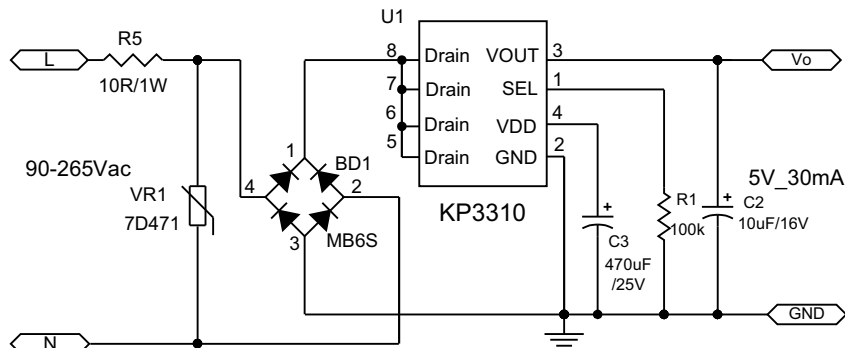 U1
L
R5
10R/1W
8
Drain
VOUT
3
Vo
7
Drain
SEL
1
6
Drain
VDD
4
5
Drain
GND
2
KP3310
90-265Vac
VR1
7D471
1
BD1
4
2
3
MB6S
5V_30mA
R1
100k
C2
10uF/16V
C3
470uF
/25V
GND
N